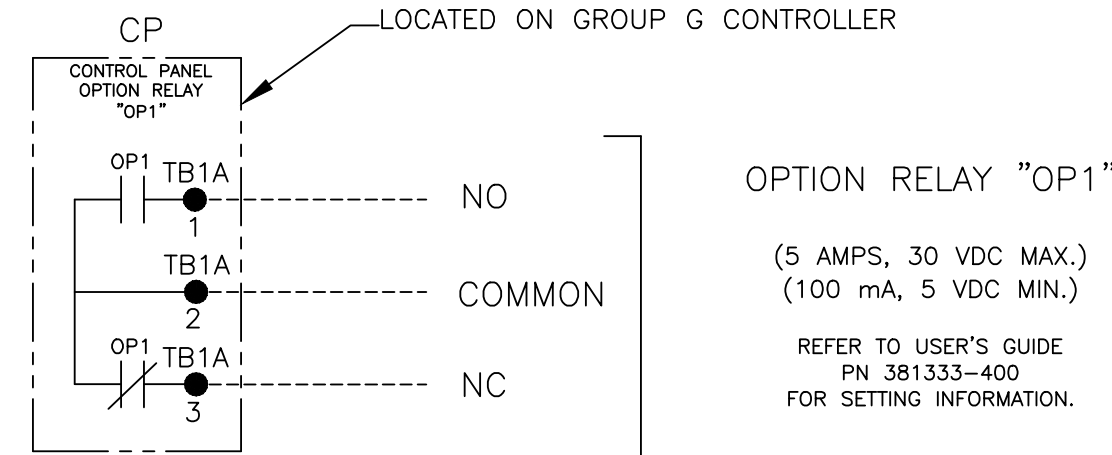 LOCATED ON GROUP G CONTROLLER
CP
CONTROL PANEL
OPTION RELAY
"OP1"
OP1 TB1A
1
NO
TB1A
2
COMMON
OP1 TB1A
3
NC
OPTION RELAY "OP1"
(5 AMPS, 30 VDC MAX.)
(100 mA, 5 VDC MIN.)
REFER TO USER'S GUIDE
PN 381333-400
FOR SETTING INFORMATION.